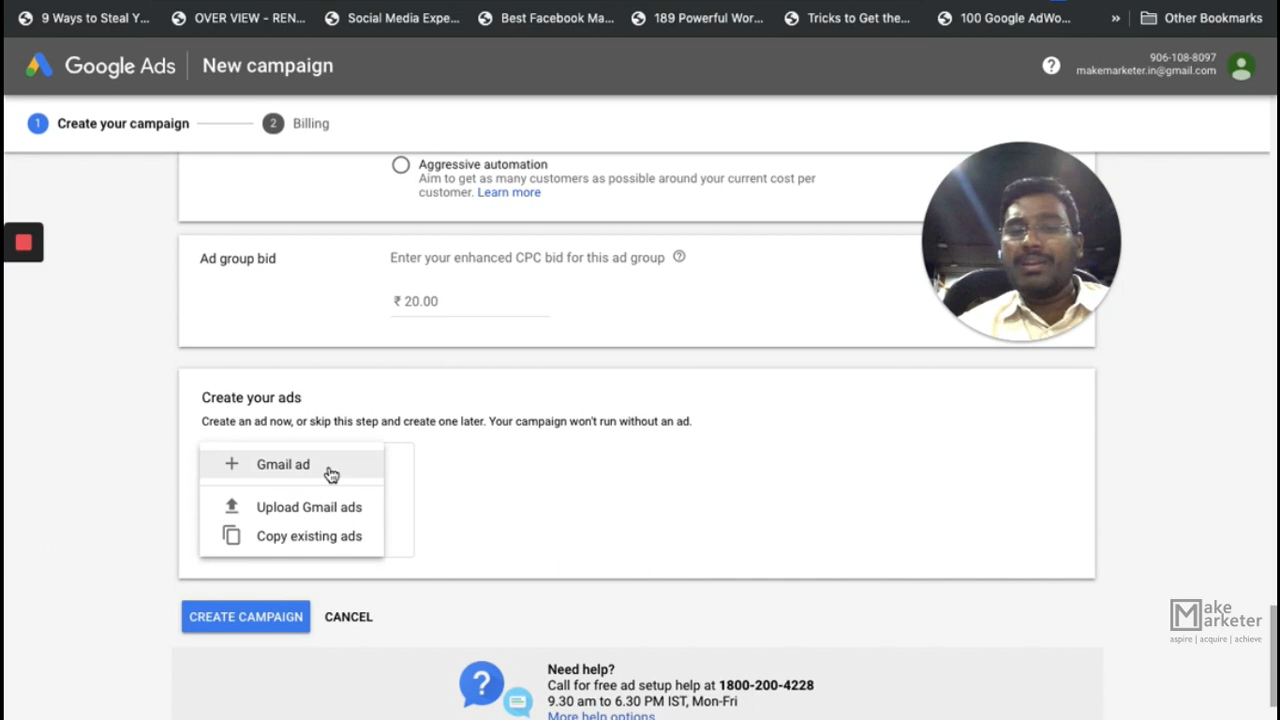 9 Ways to Steal Y... OVER VIEW - REN... Social Media Expe... Best Facebook Ma... 189 Powerful Wor... Tricks to Get the... 100 Google AdWo... » Other Bookmarks
Google Ads New campaign
906-108-8097
makemarketer.in@gmail.com
1 Create your campaign 2 Billing
Aggressive automation
Aim to get as many customers as possible around your current cost per
customer. Learn more
Ad group bid Enter your enhanced CPC bid for this ad group
₹ 20.00
Create your ads
Create an ad now, or skip this step and create one later. Your campaign won't run without an ad.
Gmail ad
Upload Gmail ads
Copy existing ads
CREATE CAMPAIGN CANCEL
Make
Marketer
aspire | acquire | achieve
Need help?
Call for free ad setup help at 1800-200-4228
9.30 am to 6.30 PM IST, Mon-Fri
More help options